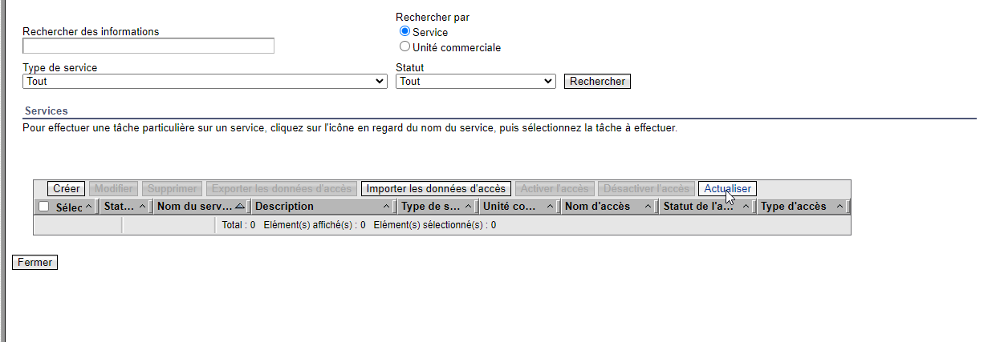 Rechercher par
Rechercher des informations
Service
Unité commerciale
Type de service
Statut
Tout
Tout
Rechercher
Services
Pour effectuer une tâche particulière sur un service, cliquez sur l'icône en regard du nom du service, puis sélectionnez la tâche à effectuer.
Créer Modifier Supprimer Exporter les données d'accès Importer les données d'accès Activer l'accès Désactiver l'accès Actualiser
Sélec Stat... Nom du serv... Description Type de s... Unité co... Nom d'accès Statut de l'a... Type d'accès
Total : 0 Elément(s) affiché(s) : 0 Elément(s) sélectionné(s) : 0
Fermer